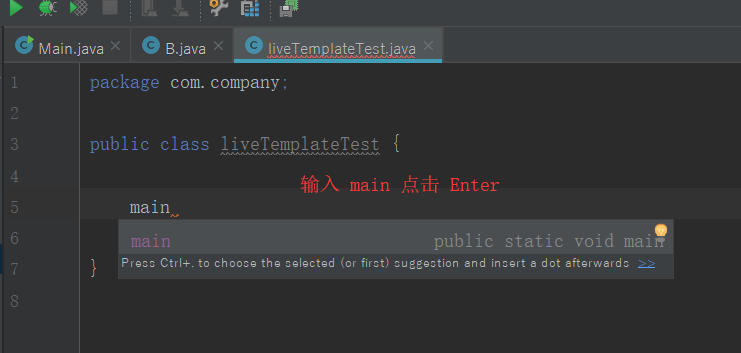 Main.java B.java liveTemplateTest.java
1 package com.company;
2
3 public class liveTemplateTest {
4
输入 main 点击 Enter
5 main
6 main public static void main
Press Ctrl+. to choose the selected (or first) suggestion and insert a dot afterwards >>
7 }
8